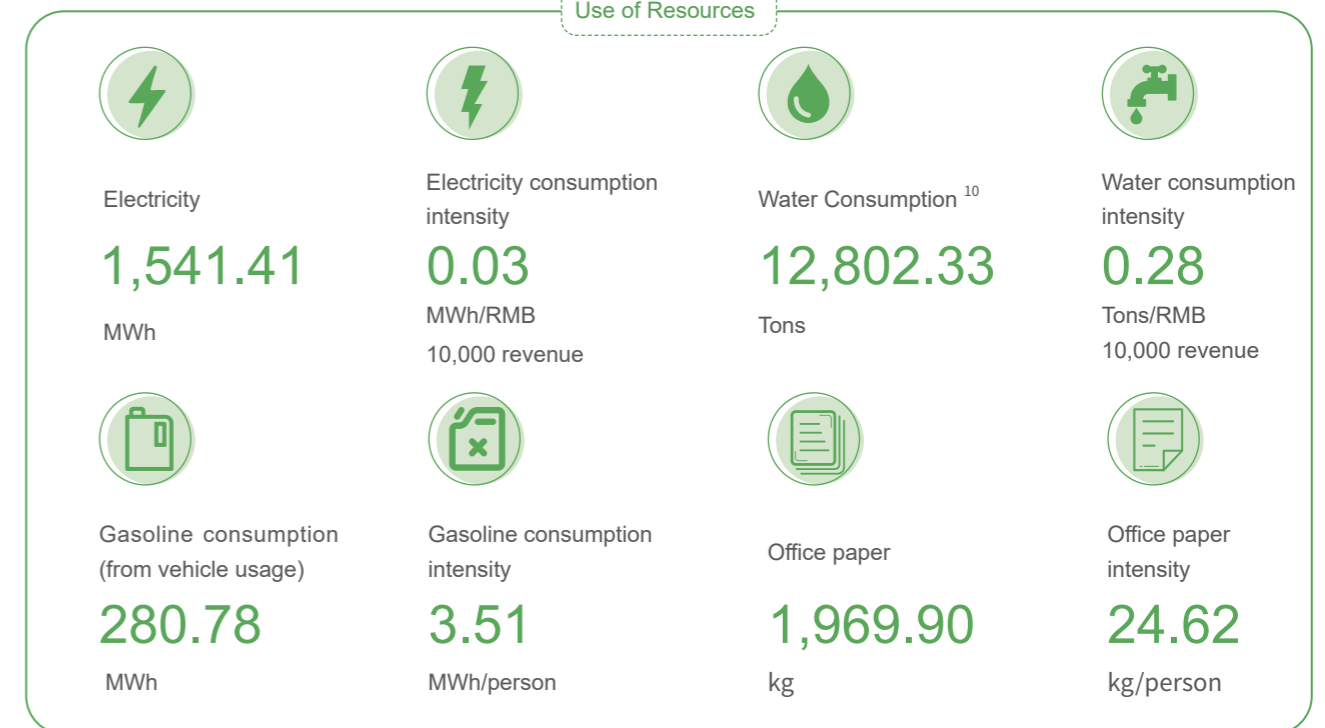 Use of Resources
Electricity
1,541.41
MWh
Electricity consumption
intensity
0.03
MWh/RMB
10,000 revenue
Water Consumption 10
12,802.33
Tons
Water consumption
intensity
0.28
Tons/RMB
10,000 revenue
Gasoline consumption
(from vehicle usage)
280.78
MWh
Gasoline consumption
intensity
3.51
MWh/person
Office paper
1,969.90
kg
Office paper
intensity
24.62
kg/person